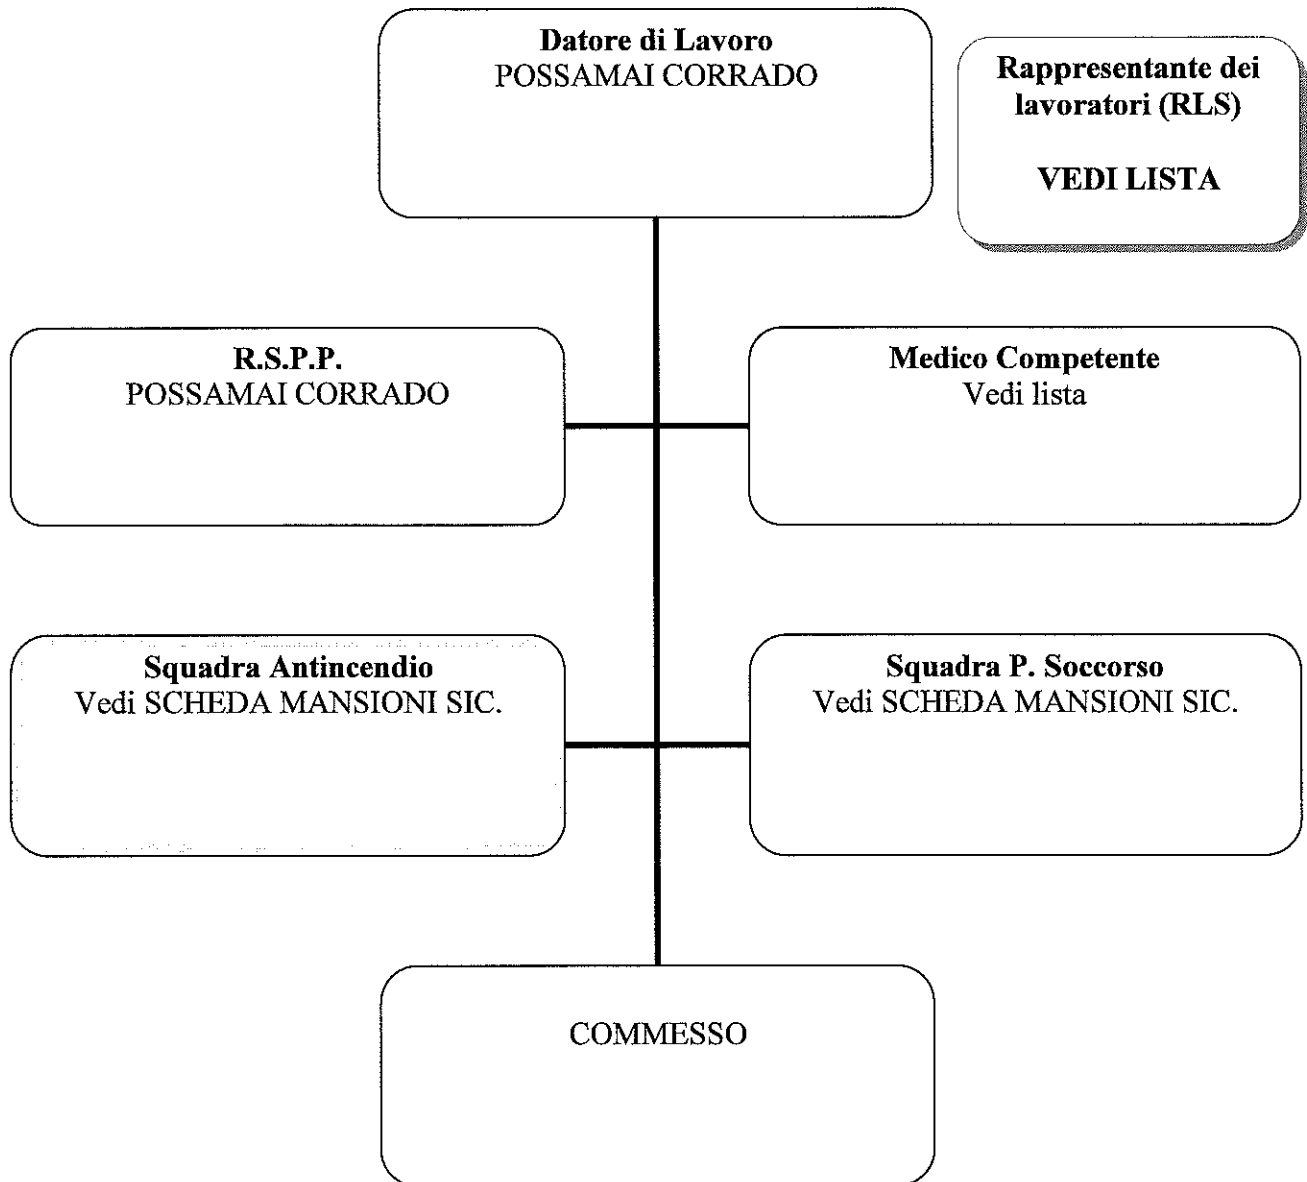 Datore di Lavoro
POSSAMAI CORRADO
Rappresentante dei
lavoratori (RLS)
VEDI LISTA
R.S.P.P.
POSSAMAI CORRADO
Medico Competente
Vedi lista
Squadra Antincendio
Vedi SCHEDA MANSIONI SIC.
Squadra P. Soccorso
Vedi SCHEDA MANSIONI SIC.
COMMESSO